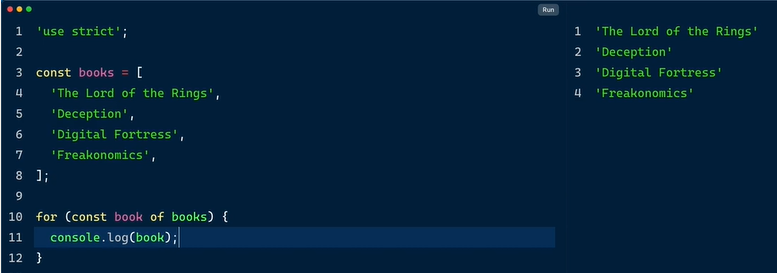 Run
1 'use strict';
2
3 const books = [
4   'The Lord of the Rings',
5   'Deception',
6   'Digital Fortress',
7   'Freakonomics',
8 ];
9
10 for (const book of books) {
11   console.log(book);
12 }
1 'The Lord of the Rings'
2 'Deception'
3 'Digital Fortress'
4 'Freakonomics'